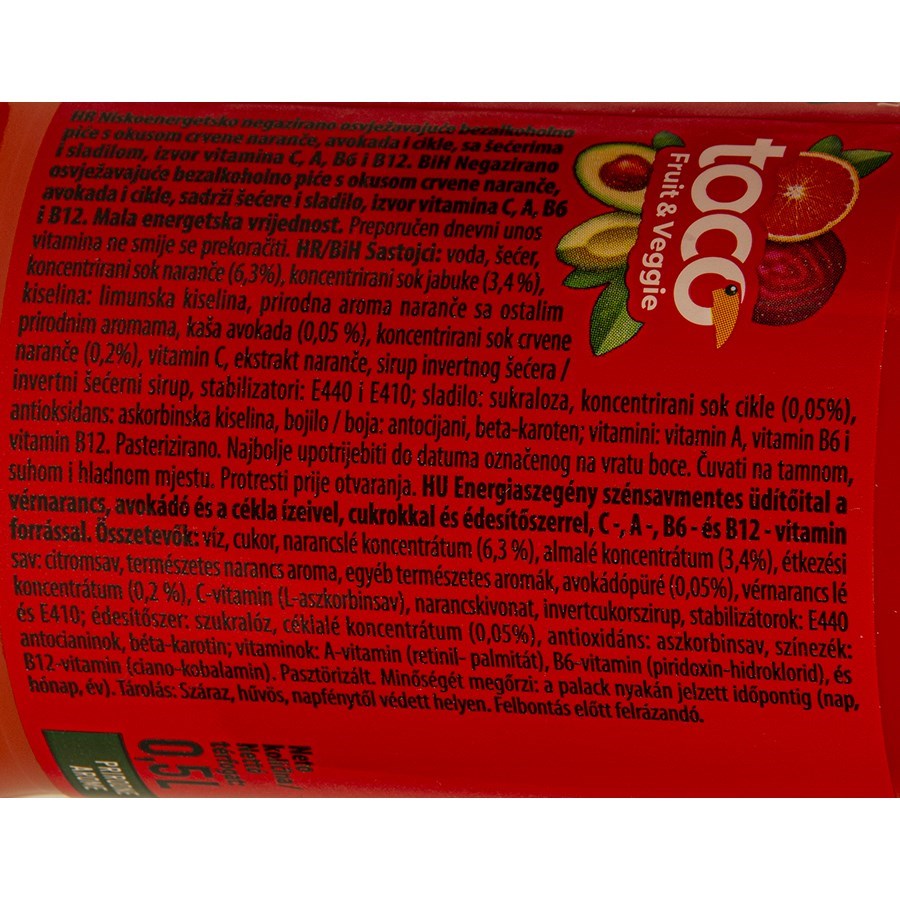 HR Niskoenergetsko negazirano osvježavajuće bezalkoholno
piće s okusom crvene naranče, avokada i cikle, sa šećerima
i sladilom, izvor vitamina C, A, B6 i B12. BiH Negazirano
osvježavajuće bezalkoholno piće s okusom crvene naranče,
avokada i cikle, sadrži šećere i sladilo, izvor vitamina C, A, B6
i B12. Mala energetska vrijednost. Preporučen dnevni unos
vitamina ne smije se prekoračiti. HR/BiH Sastojci: voda, šećer,
koncentrirani sok naranče (6,3%), koncentrirani sok jabuke (3,4%),
kiselina: limunska kiselina, prirodna aroma naranče sa ostalim
prirodnim aromama, kaša avokada (0,05 %), koncentrirani sok crvene
naranče (0,2%), vitamin C, ekstrakt naranče, sirup invertnog šećera /
invertni šećerni sirup, stabilizatori: E440 i E410; sladilo: sukraloza, koncentrirani sok cikle (0,05%),
antioksidans: askorbinska kiselina, bojilo / boja: antocijani, beta-karoten; vitamini: vitamin A, vitamin B6 i
vitamin B12. Pasterizirano. Najbolje upotrijebiti do datuma označenog na vratu boce. Čuvati na tamnom,
suhom i hladnom mjestu. Protresti prije otvaranja. HU Energiaszegény szénsavmentes üdítőital a
vérnarancs, avokádó és a cékla ízeivel, cukrokkal és édesítőszerrel, C-, A-, B6 - és B12 - vitamin
forrással. Összetevők: víz, cukor, narancslé koncentrátum (6,3 %), almalé koncentrátum (3,4%), étkezési
sav: citromsav, természetes narancs aroma, egyéb természetes aromák, avokádópüré (0,05%), vérnarancs lé
koncentrátum (0,2 %), C-vitamin (L-aszkorbinsav), narancskivonat, invertcukorszirup, stabilizátorok: E440
és E410; édesítőszer: szukralóz, céklalé koncentrátum (0,05%), antioxidáns: aszkorbinsav, színezék:
antocianinok, béta-karotin; vitaminok: A-vitamin (retinil- palmitát), B6-vitamin (piridoxin-hidroklorid), és
B12-vitamin (ciano-kobalamin). Pasztörizált. Minőségét megőrzi: a palack nyakán jelzett időpontig (nap,
hónap, év). Tárolás: Száraz, hűvös, napfénytől védett helyen. Felbontás előtt felrázandó.
toco
Fruit & Veggie
Neto
količina/
Nettó
térfogat:
0,5L
PRIRODNE
AROME